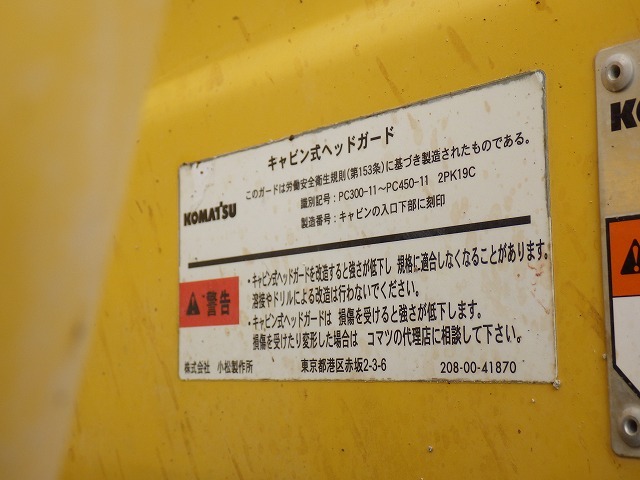 キャビン式ヘッドガード
このガードは労働安全衛生規則(第153条)に基づき製造されたものである。
識別記号:PC300-11~PC450-11 2PK19C
KOMATSU
製造番号:キャビンの入口下部に刻印
警告
・キャビン式ヘッドガードを改造すると強さが低下し 規格に適合しなくなることがあります。
溶接やドリルによる改造は行わないでください。
・キャビン式ヘッドガードは 損傷を受けると強さが低下します。
損傷を受けたり変形した場合は コマツの代理店に相談して下さい。
株式会社 小松製作所 東京都港区赤坂2-3-6 208-00-41870